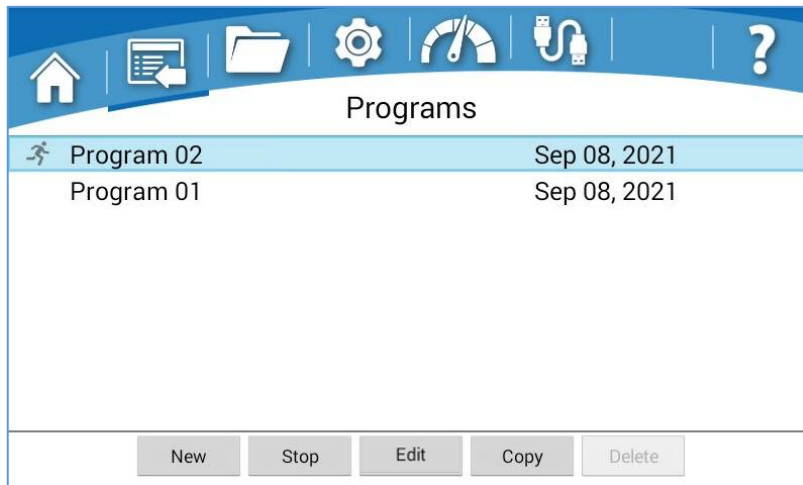 Programs
Program 02 Sep 08, 2021
Program 01 Sep 08, 2021
New Stop Edit Copy Delete